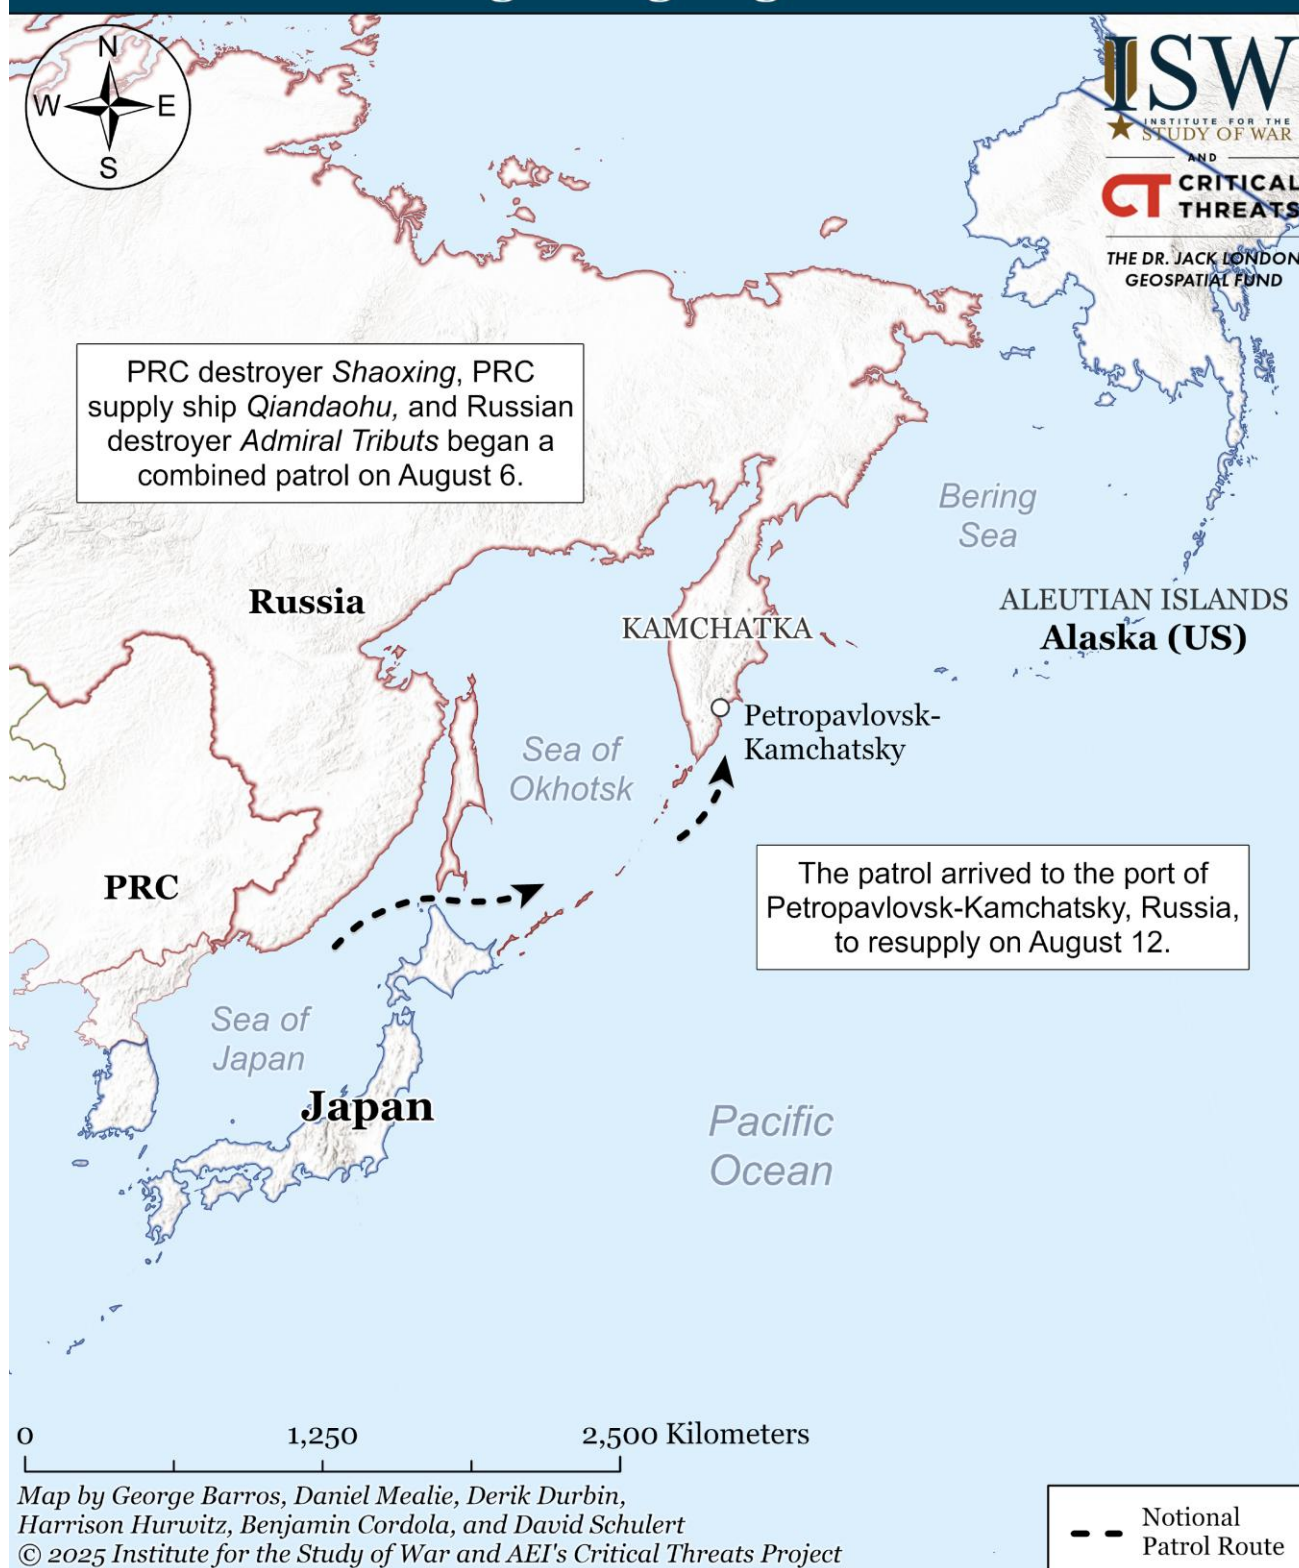 N
W
E
S
ISW
INSTITUTE FOR THE
STUDY OF WAR
AND
CT CRITICAL
THREATS
THE DR. JACK LONDON
GEOSPATIAL FUND
PRC destroyer Shaoxing, PRC
supply ship Qiandaohu, and Russian
destroyer Admiral Tributs began a
combined patrol on August 6.
Bering
Sea
Russia
ALEUTIAN ISLANDS
Alaska (US)
KAMCHATKA
Petropavlovsk-
Kamchatsky
Sea of
Okhotsk
PRC
The patrol arrived to the port of
Petropavlovsk-Kamchatsky, Russia,
to resupply on August 12.
Sea of
Japan
Japan
Pacific
Ocean
0 1,250 2,500 Kilometers
Map by George Barros, Daniel Mealie, Derik Durbin,
Harrison Hurwitz, Benjamin Cordola, and David Schulert
© 2025 Institute for the Study of War and AEI's Critical Threats Project
Notional
Patrol Route